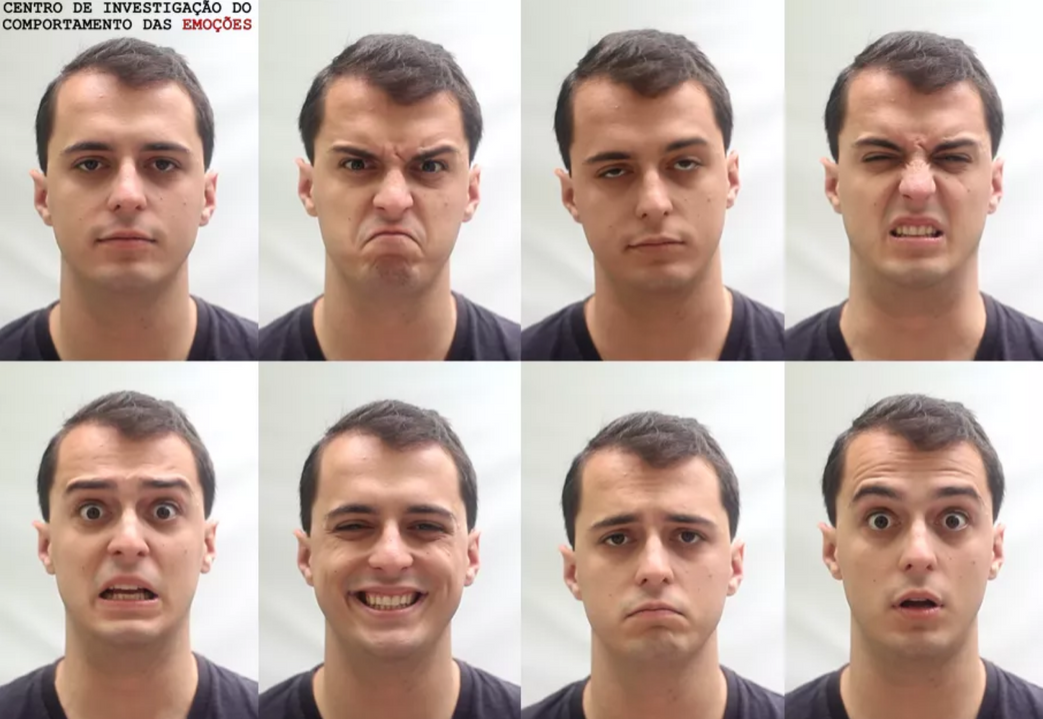 CENTRO DE INVESTIGAÇÃO DO
COMPORTAMENTO DAS EMOÇÕES